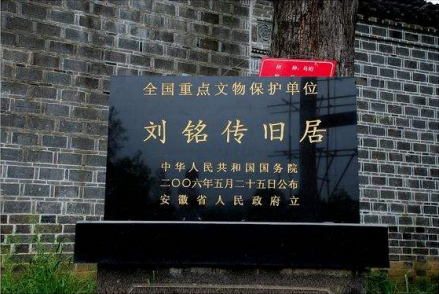 全国重点文物保护单位
刘铭传旧居
中华人民共和国国务院
二〇〇六年五月二十五日公布
安徽省人民政府立